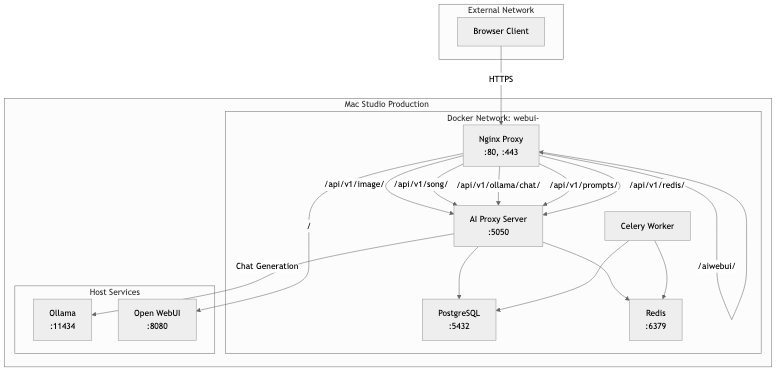 External Network
Browser Client
HTTPS
Mac Studio Production
Docker Network: webui-
Nginx Proxy
:80, :443
/api/v1/image/
/api/v1/song/
/api/v1/ollama/chat/
/api/v1/prompts/
/api/v1/redis/
/
AI Proxy Server
:5050
Celery Worker
Chat Generation
/aiwebui/
Host Services
Ollama
:11434
Open WebUI
:8080
PostgreSQL
:5432
Redis
:6379